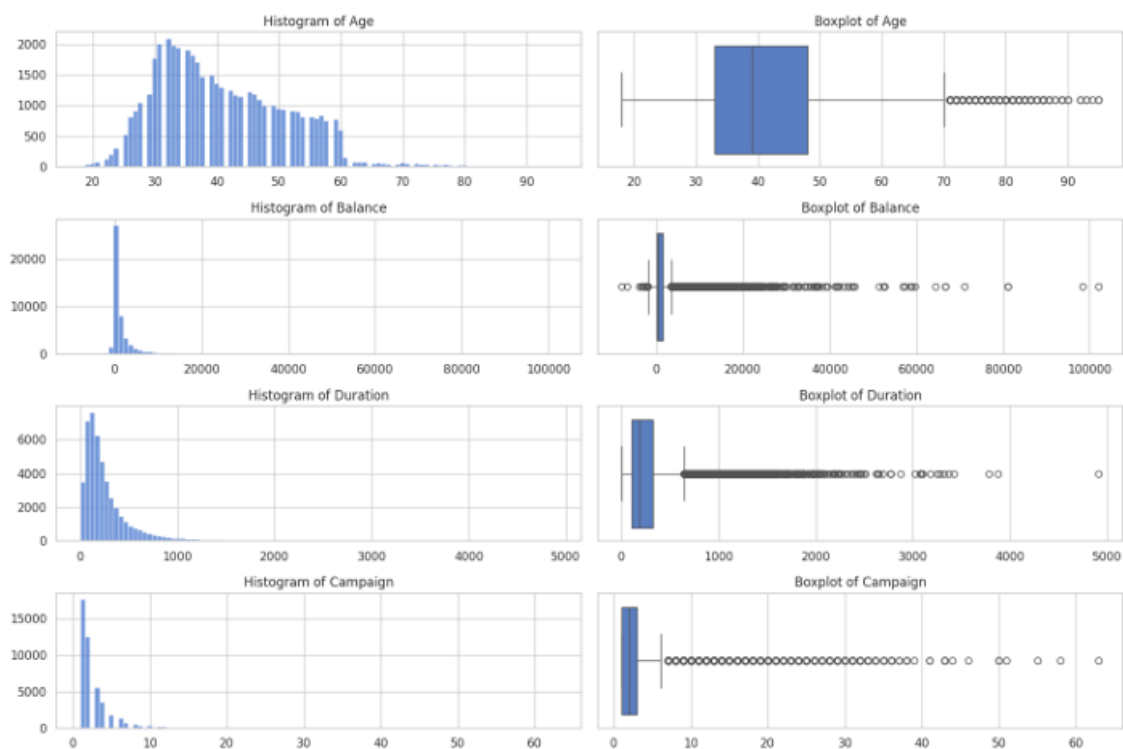 Histogram of Age
2000
1500
1000
500
0
20 30 40 50 60 70 80 90
Boxplot of Age
20 30 40 50 60 70 80 90
Histogram of Balance
20000
10000
0
0 20000 40000 60000 80000 100000
Boxplot of Balance
0 20000 40000 60000 80000 100000
Histogram of Duration
6000
4000
2000
0
0 1000 2000 3000 4000 5000
Boxplot of Duration
0 1000 2000 3000 4000 5000
Histogram of Campaign
15000
10000
5000
0
0 10 20 30 40 50 60
Boxplot of Campaign
0 10 20 30 40 50 60